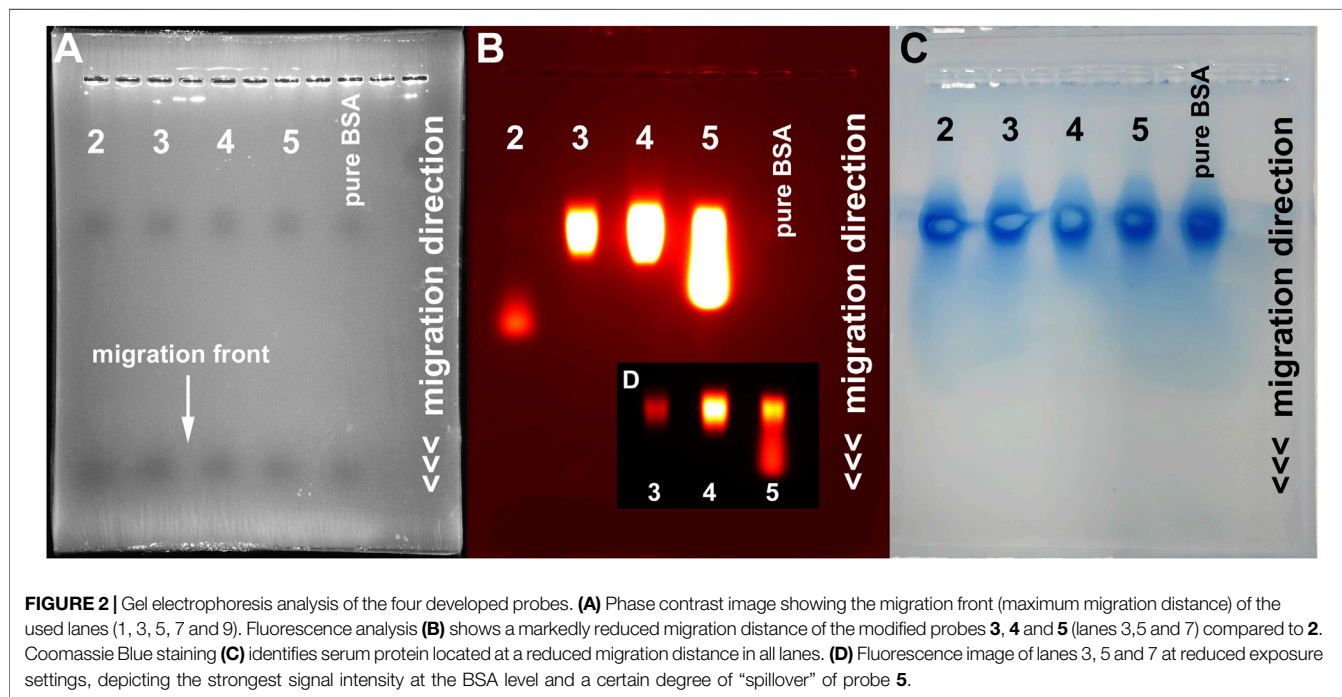 A
2 3 4 5 pure BSA
<<< migration direction
migration front
B
2 3 4 5 pure BSA
<<< migration direction
D
3 4 5
C
2 3 4 5 pure BSA
<<< migration direction
FIGURE 2 | Gel electrophoresis analysis of the four developed probes. (A) Phase contrast image showing the migration front (maximum migration distance) of the
used lanes (1, 3, 5, 7 and 9). Fluorescence analysis (B) shows a markedly reduced migration distance of the modified probes 3, 4 and 5 (lanes 3,5 and 7) compared to 2.
Coomassie Blue staining (C) identifies serum protein located at a reduced migration distance in all lanes. (D) Fluorescence image of lanes 3, 5 and 7 at reduced exposure
settings, depicting the strongest signal intensity at the BSA level and a certain degree of “spillover” of probe 5.